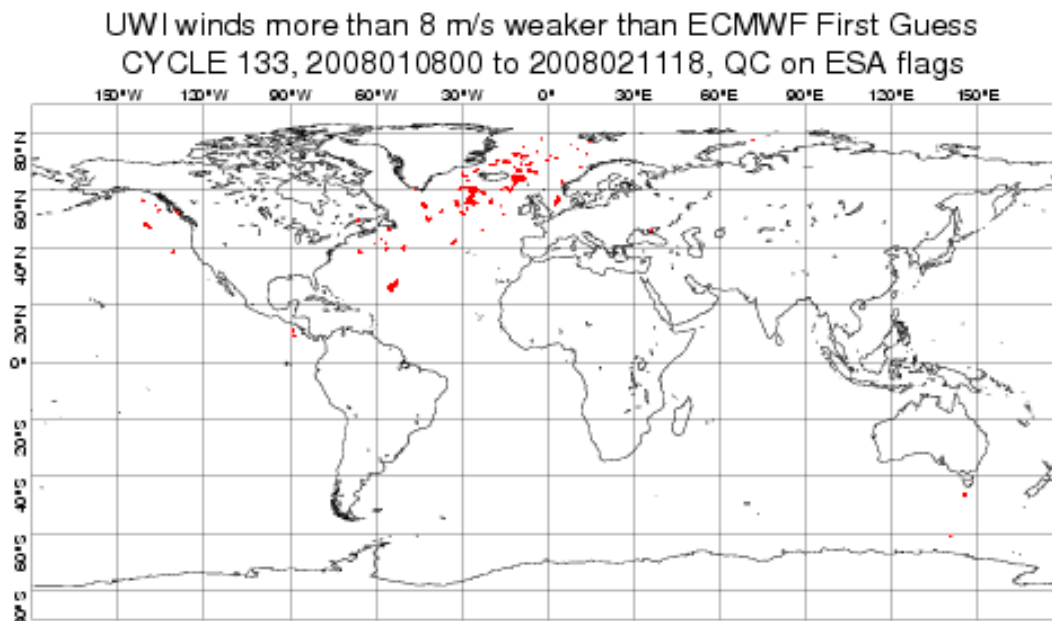 UWI winds more than 8 m/s weaker than ECMWF First Guess
CYCLE 133, 2008010800 to 2008021118, QC on ESA flags
150°W 120°W 90°W 60°W 30°W 0° 30°E 60°E 90°E 120°E 150°E
80°N
60°N
40°N
20°N
0°
20°S
40°S
60°S
80°S